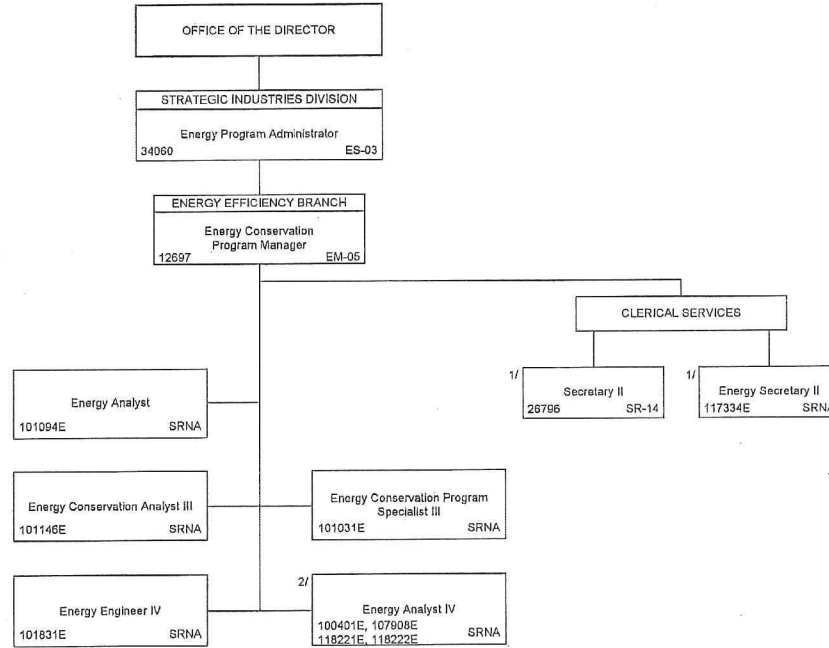 OFFICE OF THE DIRECTOR
STRATEGIC INDUSTRIES DIVISION
Energy Program Administrator
34060 ES-03
ENERGY EFFICIENCY BRANCH
Energy Conservation
Program Manager
12697 EM-05
CLERICAL SERVICES
1/
Secretary II
26796 SR-14
1/
Energy Secretary II
117334E SRNA
Energy Analyst
101094E SRNA
Energy Conservation Analyst III
101146E SRNA
Energy Conservation Program
Specialist III
101031E SRNA
Energy Engineer IV
101831E SRNA
2/
Energy Analyst IV
100401E, 107908E
118221E, 118222E SRNA